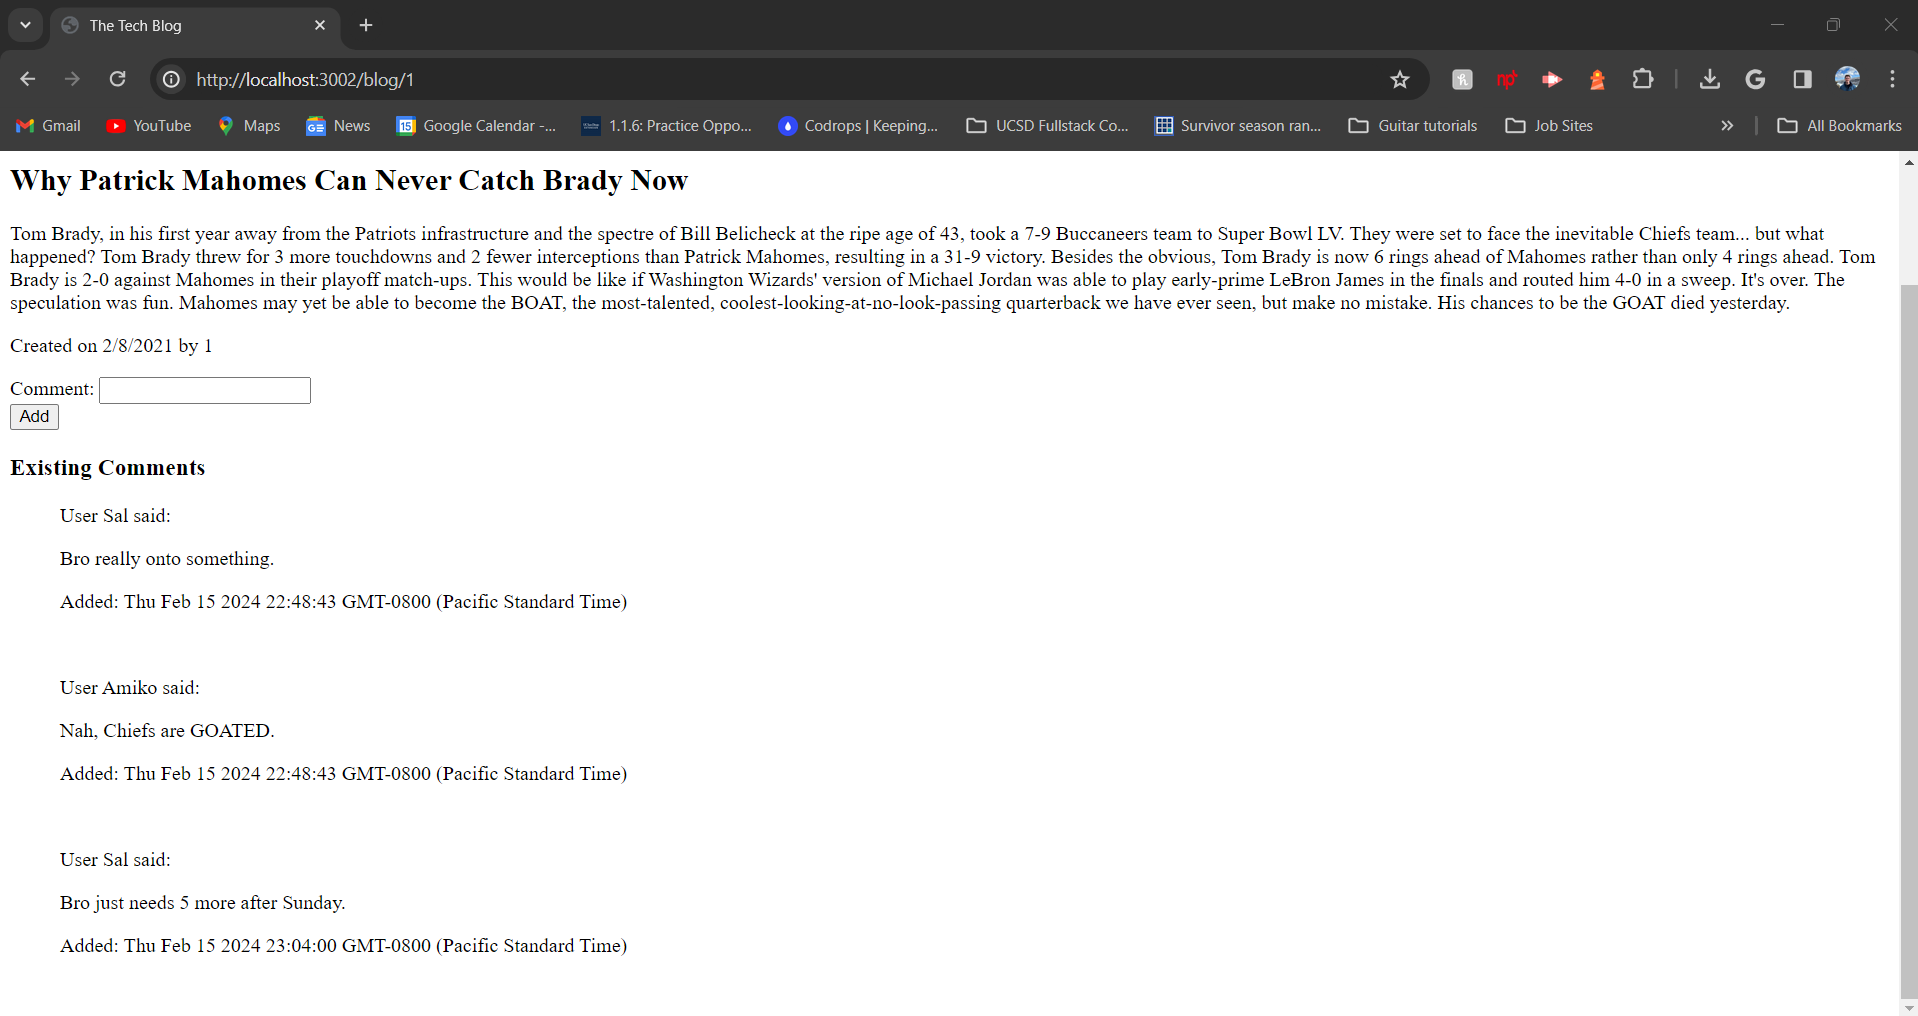 The Tech Blog
http://localhost:3002/blog/1
Gmail
YouTube
Maps
News
Google Calendar -...
1.1.6: Practice Oppo...
Codrops | Keeping...
UCSD Fullstack Co...
Survivor season ran...
Guitar tutorials
Job Sites
All Bookmarks
Why Patrick Mahomes Can Never Catch Brady Now
Tom Brady, in his first year away from the Patriots infrastructure and the spectre of Bill Belicheck at the ripe age of 43, took a 7-9 Buccaneers team to Super Bowl LV. They were set to face the inevitable Chiefs team... but what
happened? Tom Brady threw for 3 more touchdowns and 2 fewer interceptions than Patrick Mahomes, resulting in a 31-9 victory. Besides the obvious, Tom Brady is now 6 rings ahead of Mahomes rather than only 4 rings ahead. Tom
Brady is 2-0 against Mahomes in their playoff match-ups. This would be like if Washington Wizards' version of Michael Jordan was able to play early-prime LeBron James in the finals and routed him 4-0 in a sweep. It's over. The
speculation was fun. Mahomes may yet be able to become the BOAT, the most-talented, coolest-looking-at-no-look-passing quarterback we have ever seen, but make no mistake. His chances to be the GOAT died yesterday.
Created on 2/8/2021 by 1
Comment:
Add
Existing Comments
User Sal said:
Bro really onto something.
Added: Thu Feb 15 2024 22:48:43 GMT-0800 (Pacific Standard Time)
User Amiko said:
Nah, Chiefs are GOATED.
Added: Thu Feb 15 2024 22:48:43 GMT-0800 (Pacific Standard Time)
User Sal said:
Bro just needs 5 more after Sunday.
Added: Thu Feb 15 2024 23:04:00 GMT-0800 (Pacific Standard Time)